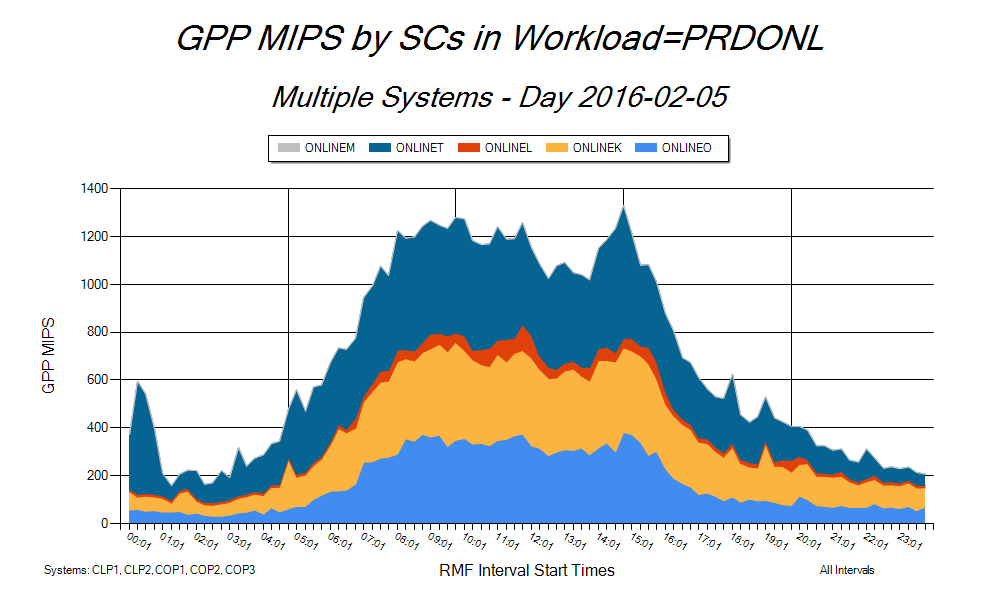 GPP MIPS by SCs in Workload=PRDONL
Multiple Systems - Day 2016-02-05
ONLINEM ONLINET ONLINEL ONLINEK ONLINEO
GPP MIPS
1400
1200
1000
800
600
400
200
0
00:01 01:01 02:01 03:01 04:01 05:01 06:01 07:01 08:01 09:01 10:01 11:01 12:01 13:01 14:01 15:01 16:01 17:01 18:01 19:01 20:01 21:01 22:01 23:01
Systems: CLP1, CLP2, COP1, COP2, COP3 RMF Interval Start Times All Intervals